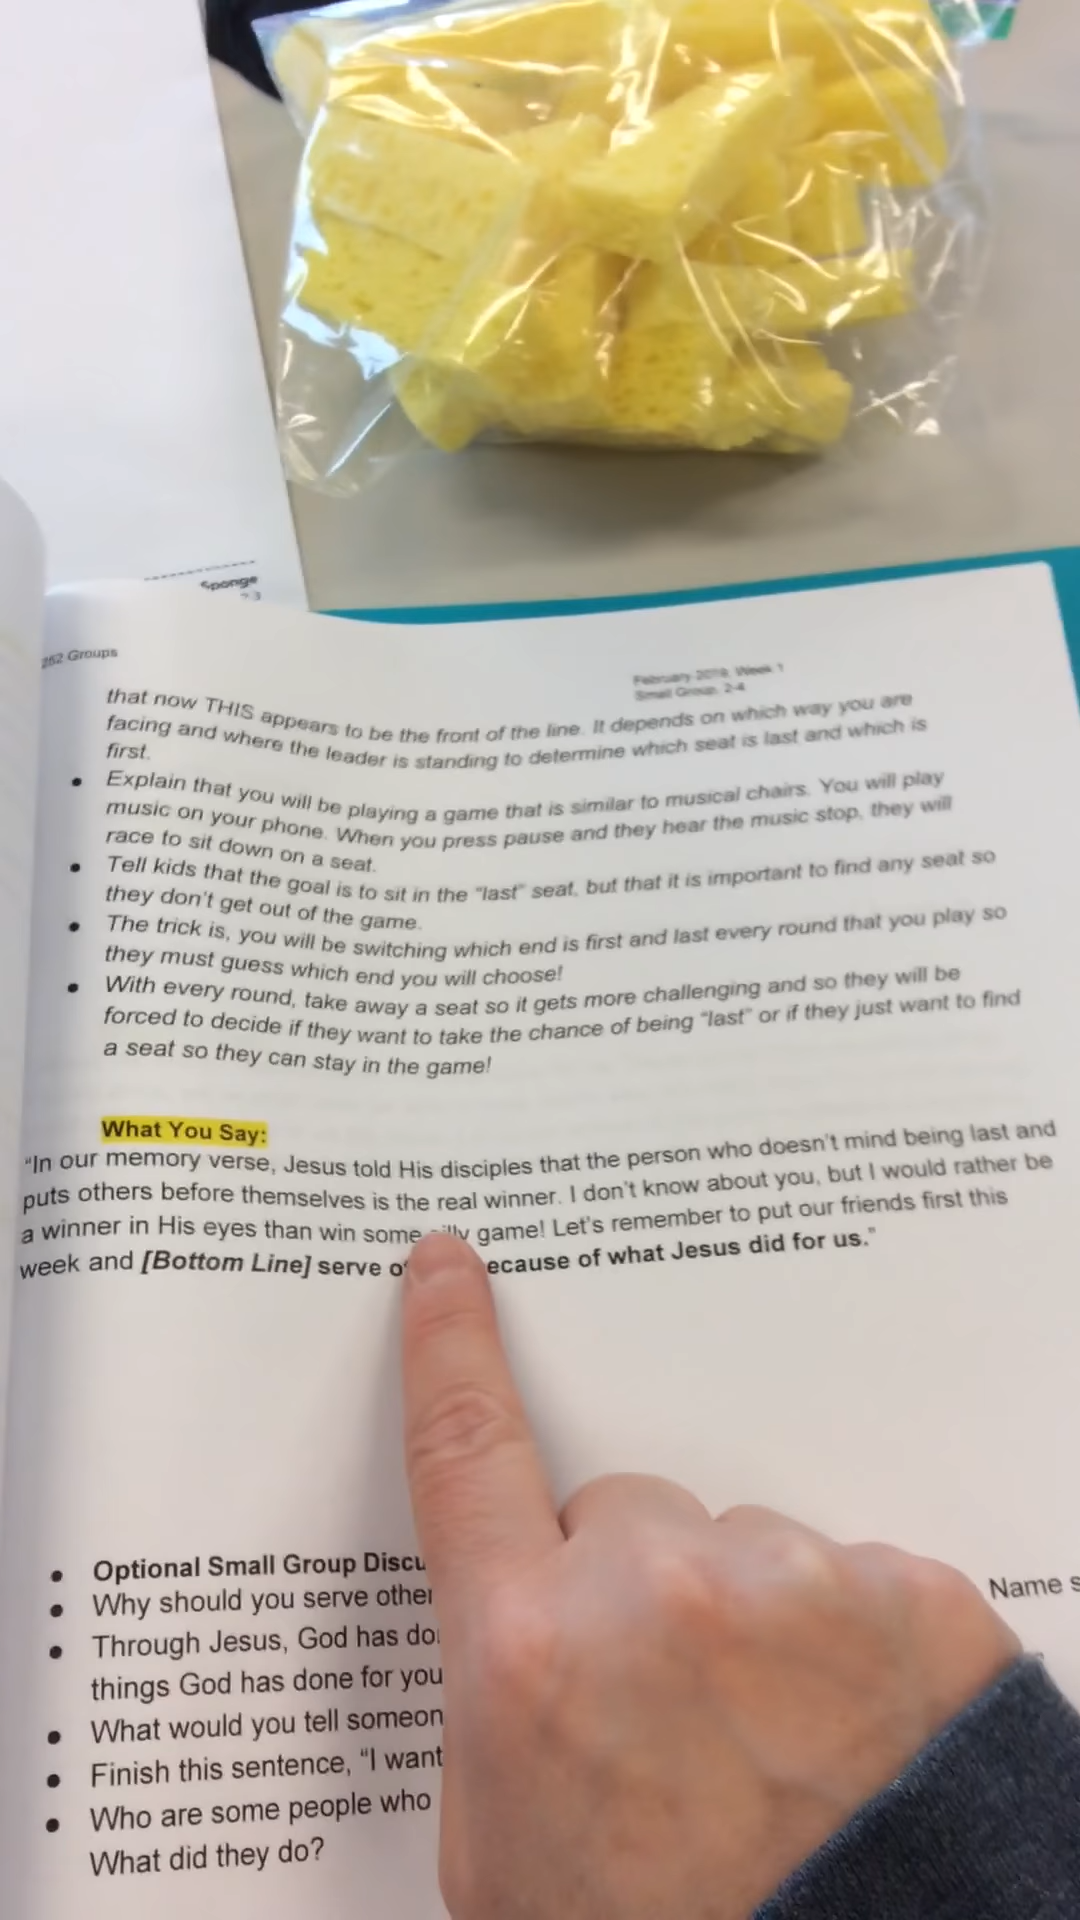 Sponge
252 Groups
February 2019, Week 1
Small Group, 2-4
that now THIS appears to be the front of the line. It depends on which way you are
facing and where the leader is standing to determine which seat is last and which is
first.
• Explain that you will be playing a game that is similar to musical chairs. You will play
music on your phone. When you press pause and they hear the music stop, they will
race to sit down on a seat.
• Tell kids that the goal is to sit in the "last" seat, but that it is important to find any seat so
they don't get out of the game.
• The trick is, you will be switching which end is first and last every round that you play so
they must guess which end you will choose!
• With every round, take away a seat so it gets more challenging and so they will be
forced to decide if they want to take the chance of being "last" or if they just want to find
a seat so they can stay in the game!
What You Say:
"In our memory verse, Jesus told His disciples that the person who doesn't mind being last and
puts others before themselves is the real winner. I don't know about you, but I would rather be
a winner in His eyes than win some game! Let's remember to put our friends first this
week and [Bottom Line] serve ecause of what Jesus did for us."
• Optional Small Group Discu
• Why should you serve other
• Through Jesus, God has do
things God has done for you
• What would you tell someon
• Finish this sentence, "I want
• Who are some people who
What did they do?
Name s